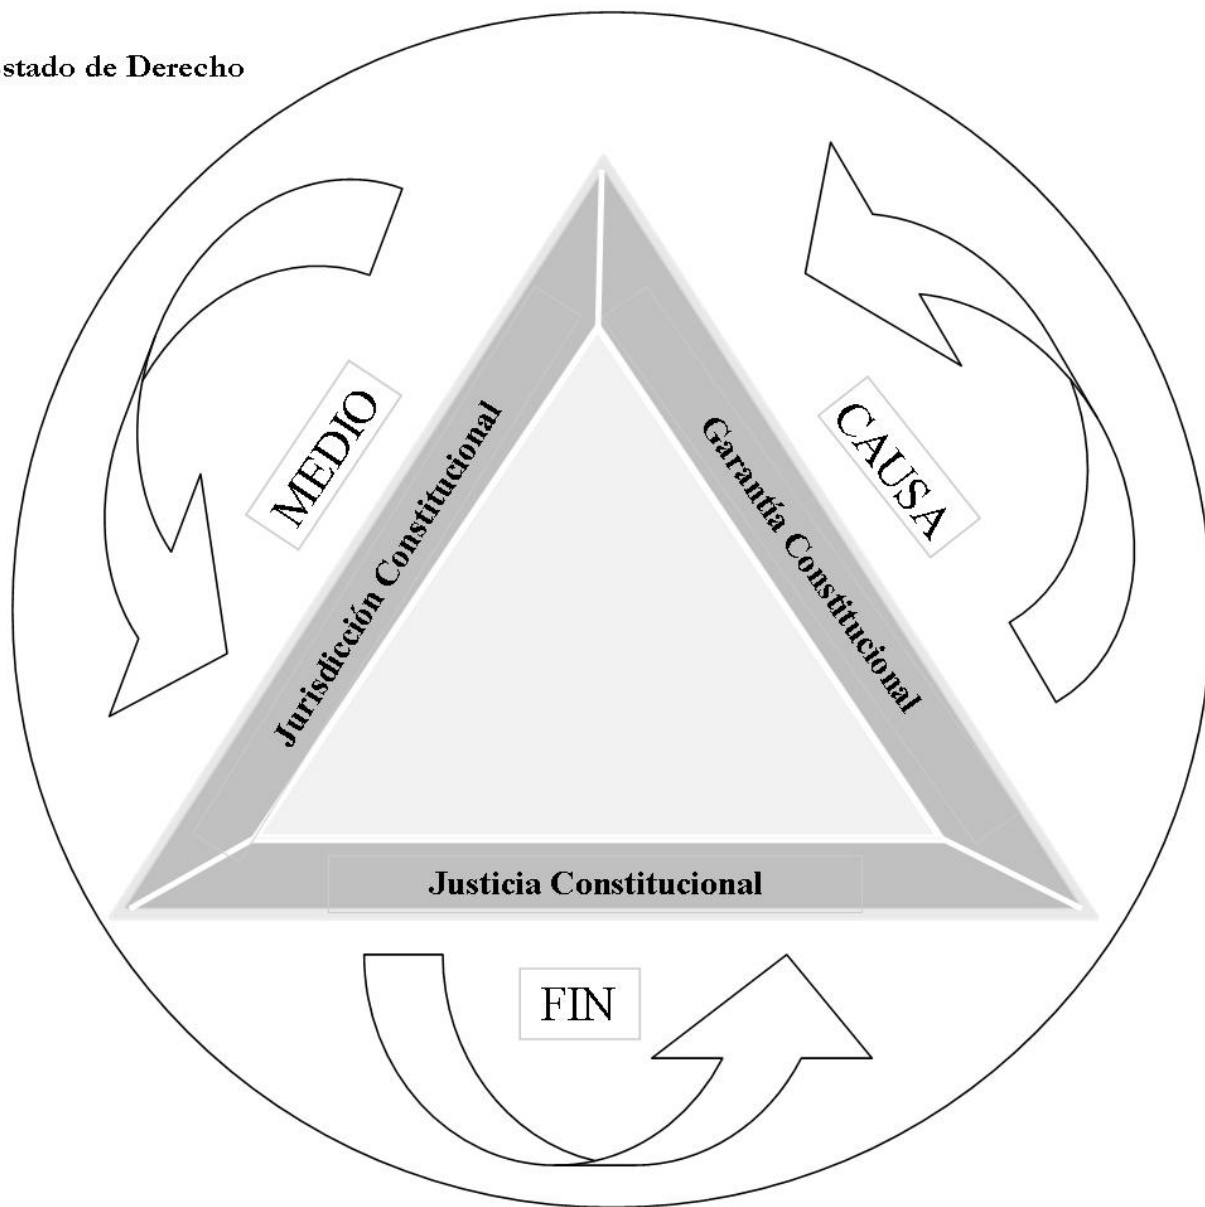 stado de Derecho
MEDIO
CAUSA
Jurisdicción Constitucional
Garantía Constitucional
Justicia Constitucional
FIN